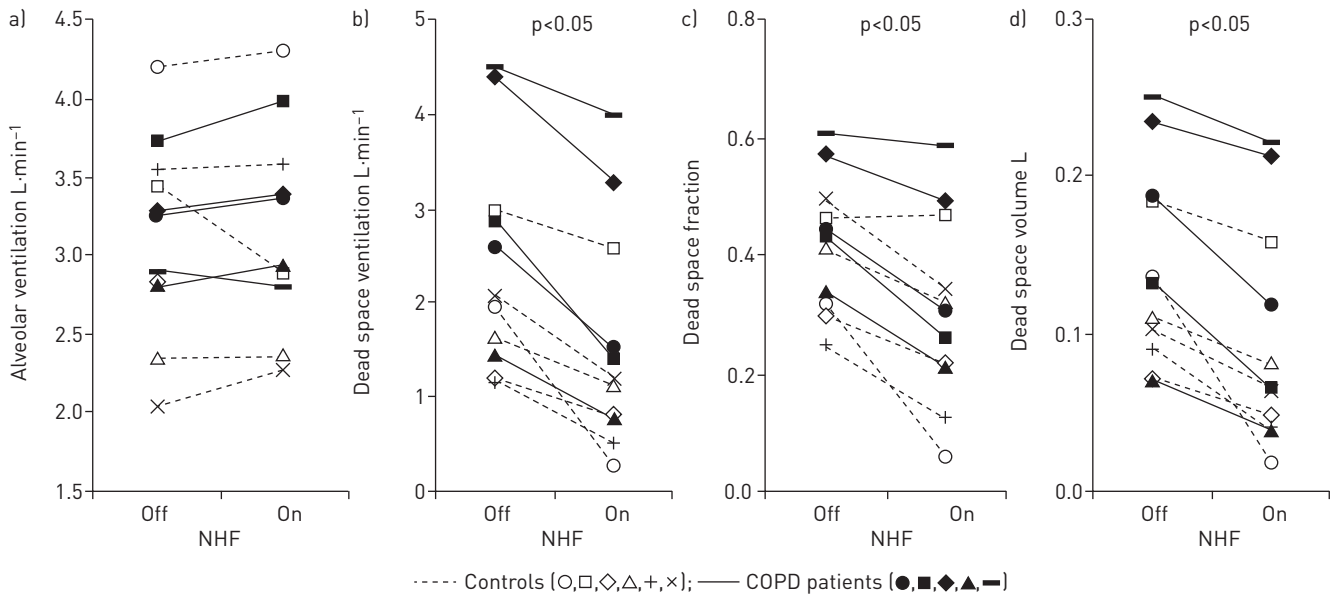 a)
Alveolar ventilation L·min⁻¹
4.5
4.0
3.5
3.0
2.5
2.0
1.5
Off
On
NHF
b)
p<0.05
Dead space ventilation L·min⁻¹
5
4
3
2
1
0
Off
On
NHF
c)
p<0.05
Dead space fraction
0.8
0.6
0.4
0.2
0.0
Off
On
NHF
d)
p<0.05
Dead space volume L
0.3
0.2
0.1
0.0
Off
On
NHF
Controls (○,□,◇,△,+,×); COPD patients (●,■,◆,▲,▬)